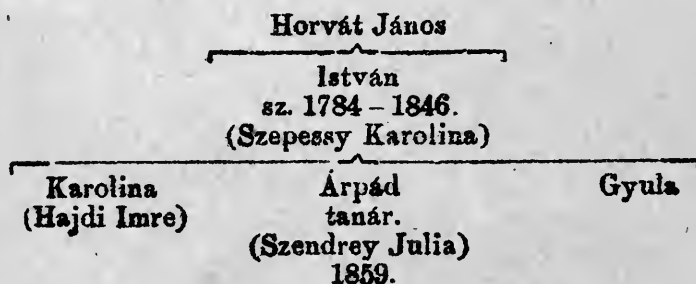 Horvát János
István
sz. 1784 – 1846.
(Szepessy Karolina)
Karolina Árpád Gyula
(Hajdi Imre) tanár.
(Szendrey Julia)
1859.